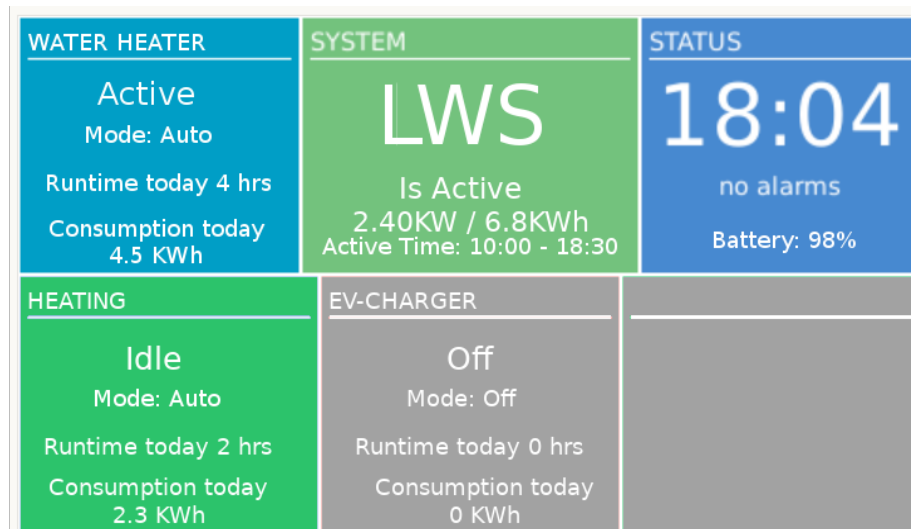 WATER HEATER
Active
Mode: Auto
Runtime today 4 hrs
Consumption today
4.5 KWh
SYSTEM
LWS
Is Active
2.40KW / 6.8KWh
Active Time: 10:00 - 18:30
STATUS
18:04
no alarms
Battery: 98%
HEATING
Idle
Mode: Auto
Runtime today 2 hrs
Consumption today
2.3 KWh
EV-CHARGER
Off
Mode: Off
Runtime today 0 hrs
Consumption today
0 KWh